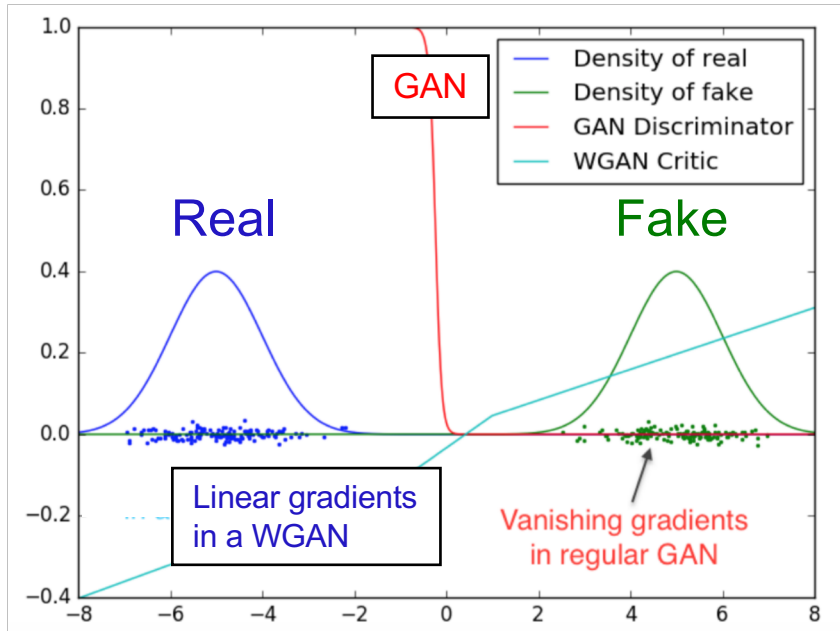 1.0
0.8
0.6
0.4
0.2
0.0
−0.2
−0.4
−8
−6
−4
−2
0
2
4
6
8
GAN
Density of real
Density of fake
GAN Discriminator
WGAN Critic
Real
Fake
Linear gradients
in a WGAN
Vanishing gradients
in regular GAN